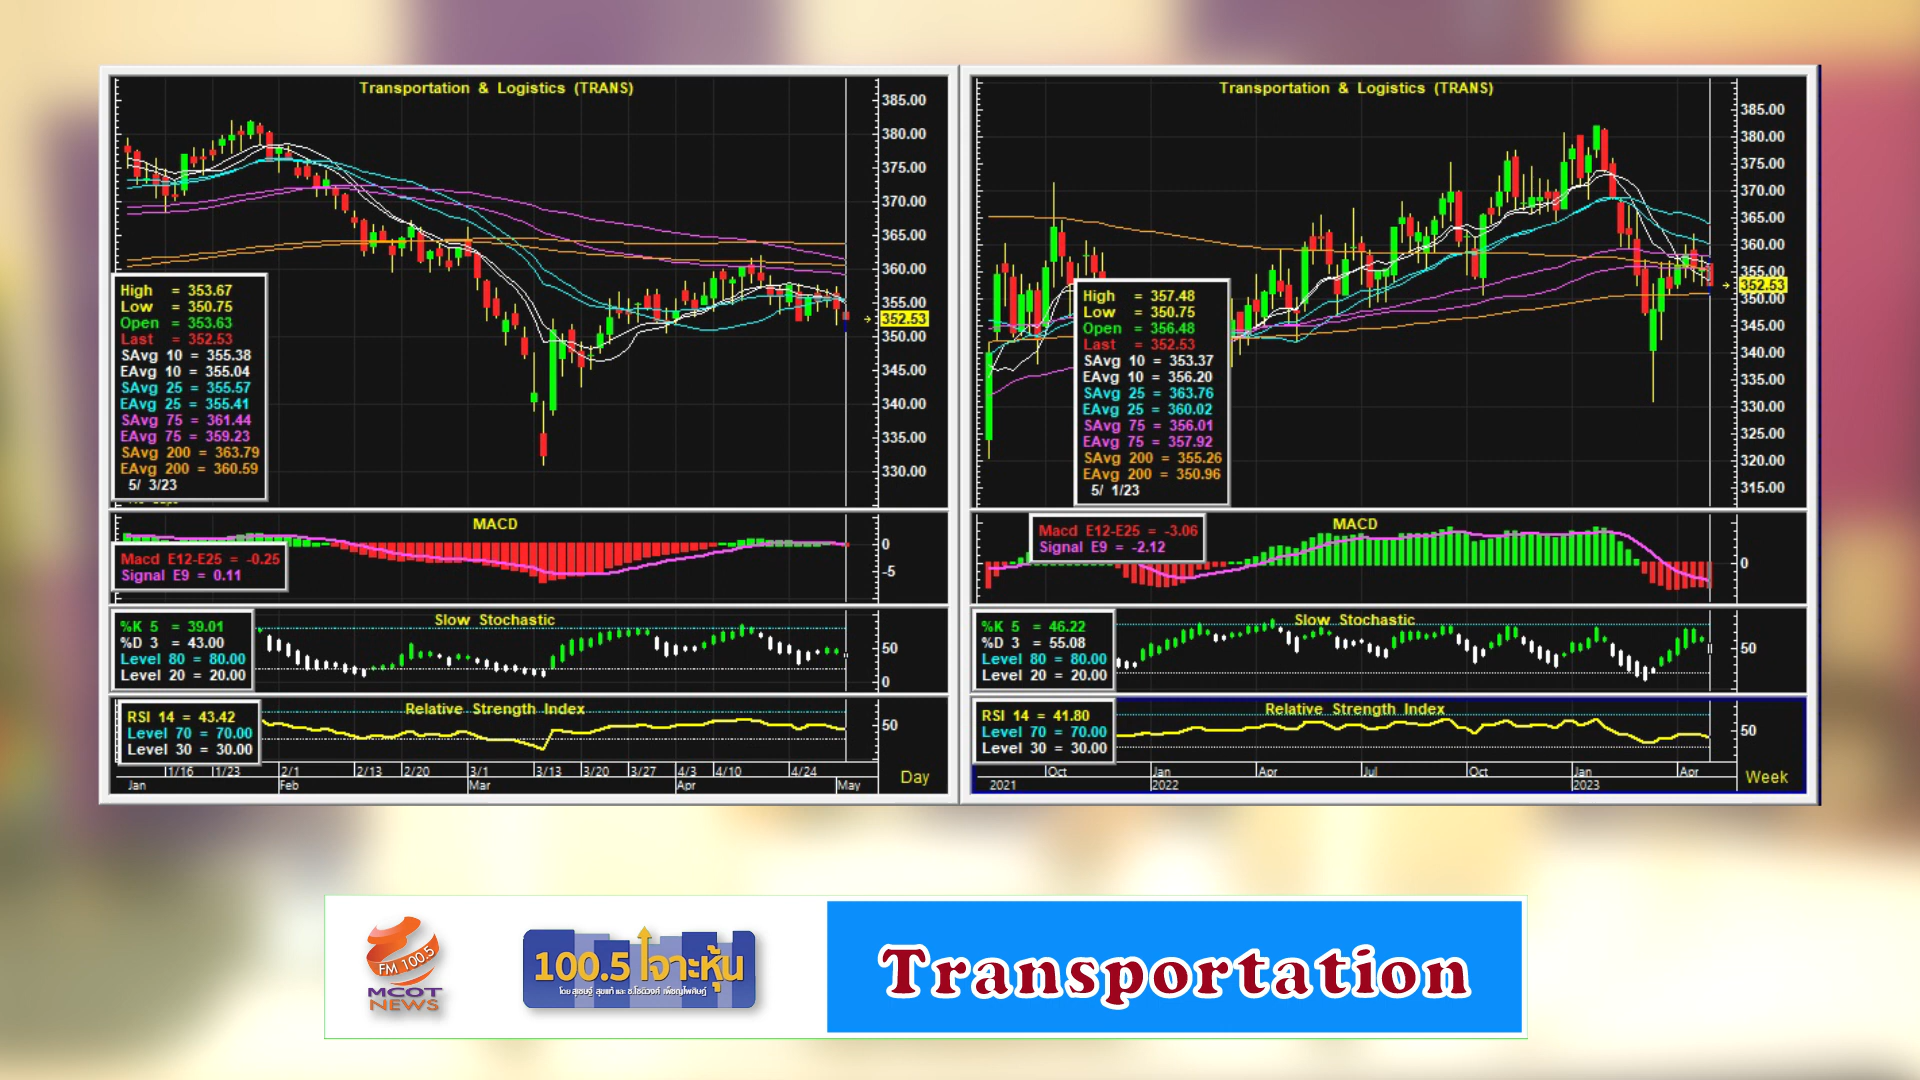 Transportation & Logistics (TRANS)
385.00
380.00
375.00
370.00
365.00
360.00
355.00
352.53
350.00
345.00
340.00
335.00
330.00
High = 353.67
Low = 350.75
Open = 353.63
Last = 352.53
SAvg 10 = 355.38
EAvg 10 = 355.04
SAvg 25 = 355.57
EAvg 25 = 355.41
SAvg 75 = 361.44
EAvg 75 = 359.23
SAvg 200 = 363.79
EAvg 200 = 360.59
5/ 3/23
MACD
Macd E12-E25 = -0.25
Signal E9 = 0.11
0
-5
Slow Stochastic
%K 5 = 39.01
%D 3 = 43.00
Level 80 = 80.00
Level 20 = 20.00
50
0
Relative Strength Index
RSI 14 = 43.42
Level 70 = 70.00
Level 30 = 30.00
50
1/16 1/23 2/1 2/13 2/20 3/1 3/13 3/20 3/27 4/3 4/10 4/24
Jan Feb Mar Apr May
Day
Transportation & Logistics (TRANS)
385.00
380.00
375.00
370.00
365.00
360.00
355.00
352.53
350.00
345.00
340.00
335.00
330.00
325.00
320.00
315.00
High = 357.48
Low = 350.75
Open = 356.48
Last = 352.53
SAvg 10 = 353.37
EAvg 10 = 356.20
SAvg 25 = 363.76
EAvg 25 = 360.02
SAvg 75 = 356.01
EAvg 75 = 357.92
SAvg 200 = 355.26
EAvg 200 = 350.96
5/ 1/23
MACD
Macd E12-E25 = -3.06
Signal E9 = -2.12
0
Slow Stochastic
%K 5 = 46.22
%D 3 = 55.08
Level 80 = 80.00
Level 20 = 20.00
50
Relative Strength Index
RSI 14 = 41.80
Level 70 = 70.00
Level 30 = 30.00
50
Oct Jan Apr Jul Oct Jan Apr
2021 2022 2023
Week
FM 100.5
MCOT
NEWS
100.5 เจาะหุ้น
Transportation